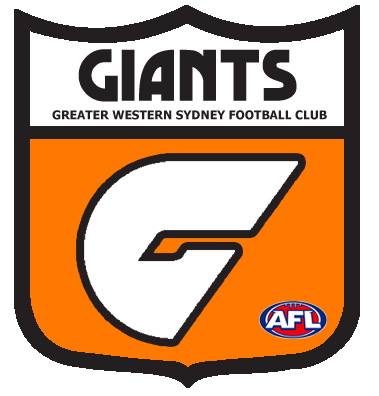 GIANTS
GREATER WESTERN SYDNEY FOOTBALL CLUB
G
AFL